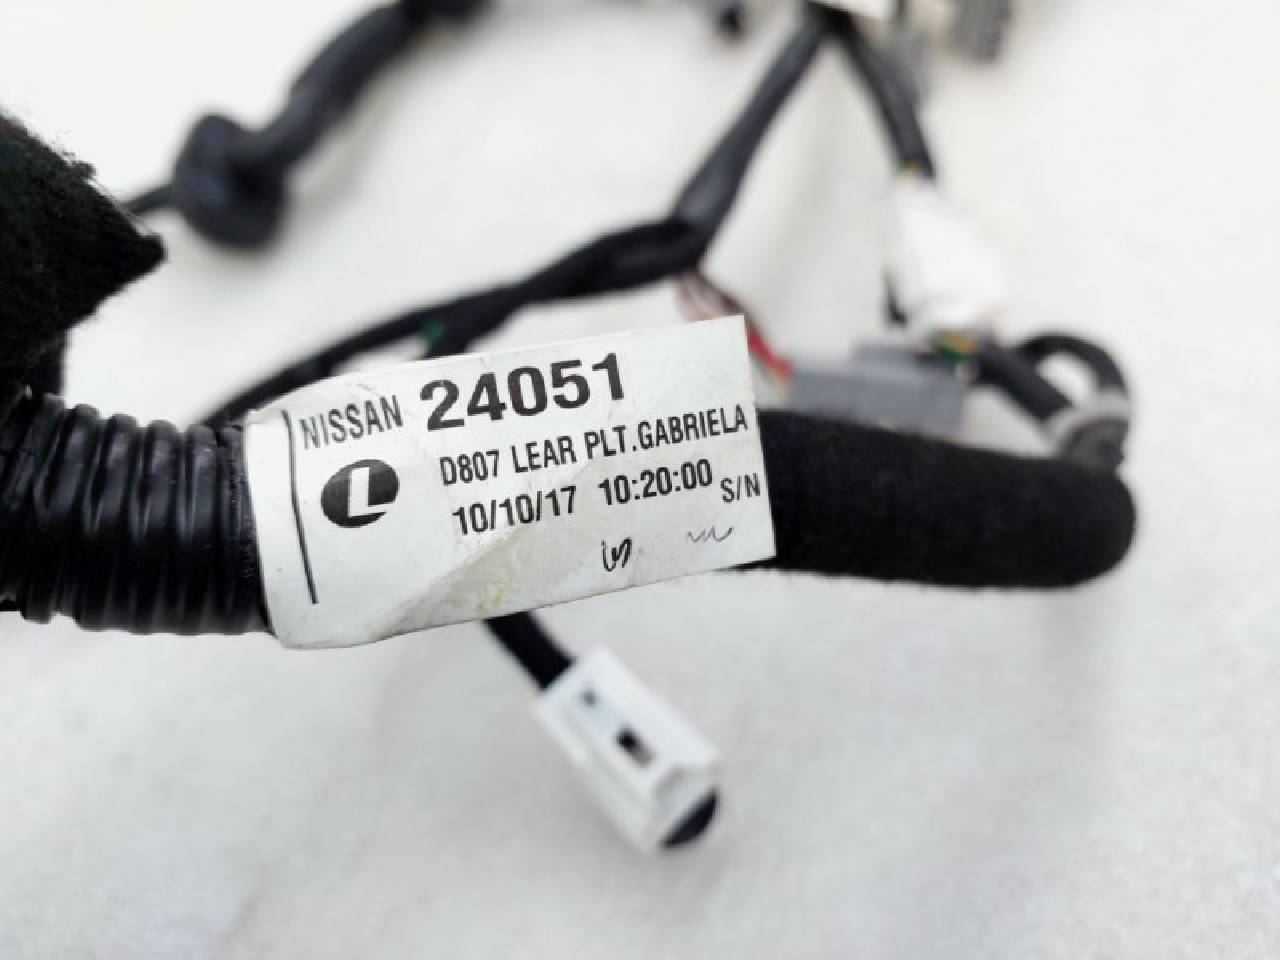 NISSAN 24051
L
D807 LEAR PLT.GABRIELA
10/10/17 10:20:00 S/N